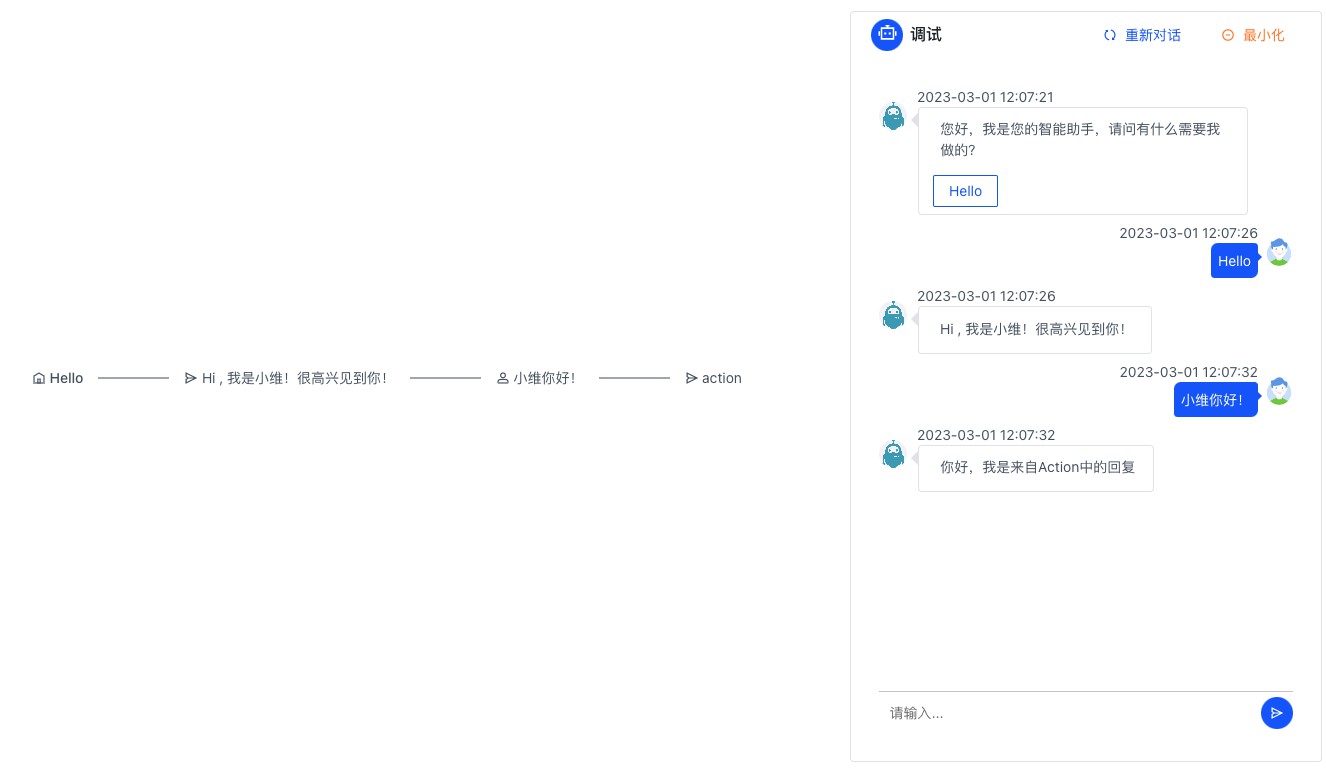 Hello
Hi , 我是小维！很高兴见到你！
小维你好！
action
调试
重新对话
最小化
2023-03-01 12:07:21
您好，我是您的智能助手，请问有什么需要我
做的?
Hello
2023-03-01 12:07:26
Hello
2023-03-01 12:07:26
Hi , 我是小维！很高兴见到你！
2023-03-01 12:07:32
小维你好！
2023-03-01 12:07:32
你好，我是来自Action中的回复
请输入...